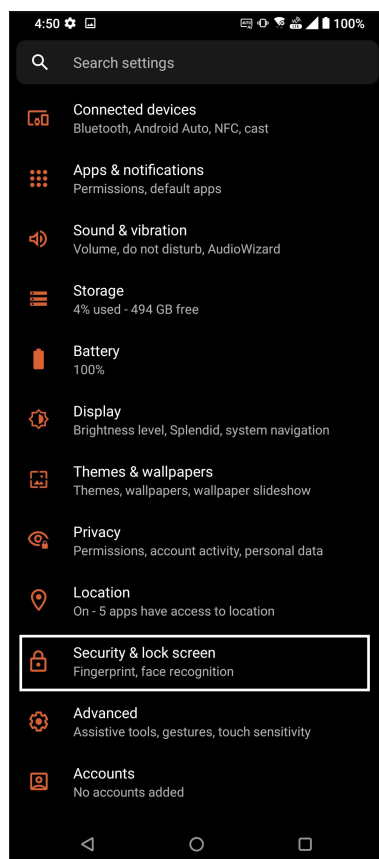 4:50
100%
Search settings
Connected devices
Bluetooth, Android Auto, NFC, cast
Apps & notifications
Permissions, default apps
Sound & vibration
Volume, do not disturb, AudioWizard
Storage
4% used - 494 GB free
Battery
100%
Display
Brightness level, Splendid, system navigation
Themes & wallpapers
Themes, wallpapers, wallpaper slideshow
Privacy
Permissions, account activity, personal data
Location
On - 5 apps have access to location
Security & lock screen
Fingerprint, face recognition
Advanced
Assistive tools, gestures, touch sensitivity
Accounts
No accounts added